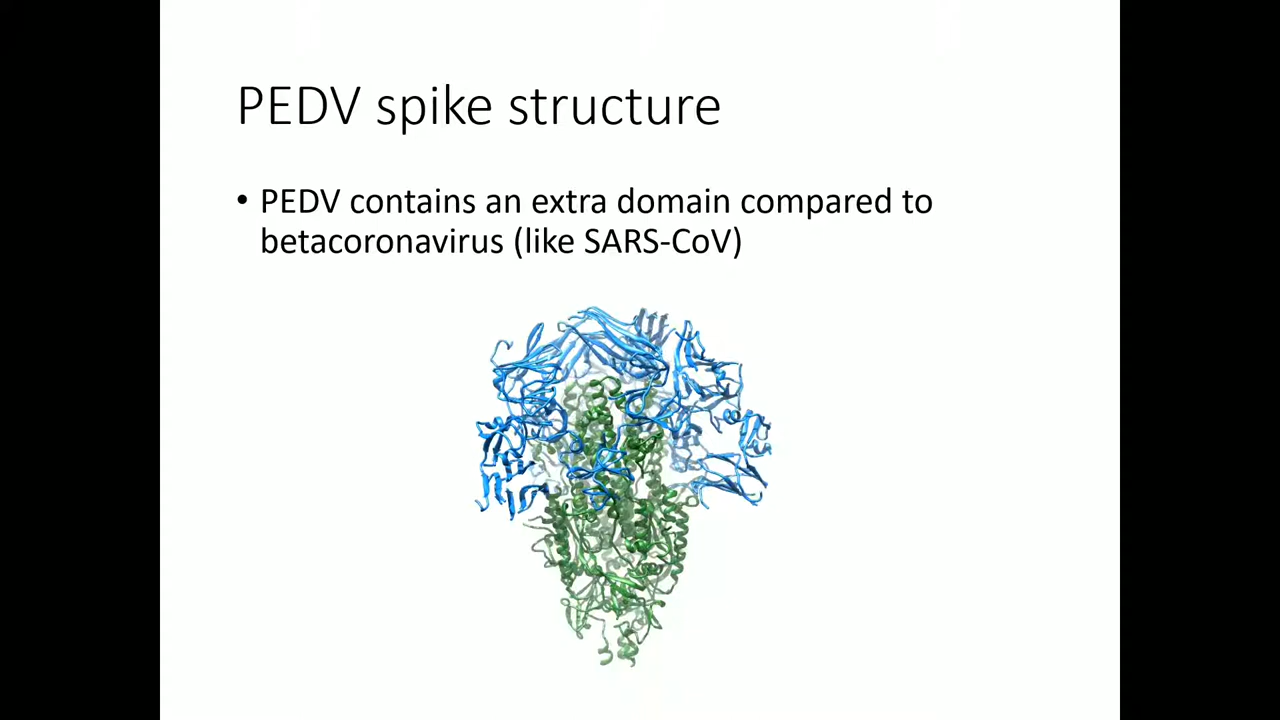 PEDV spike structure
• PEDV contains an extra domain compared to
betacoronavirus (like SARS-CoV)